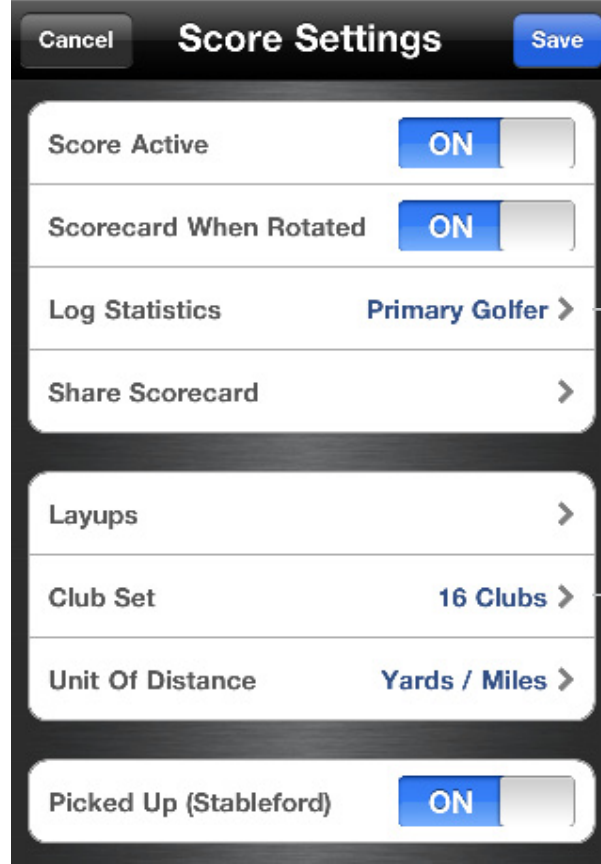 Cancel Score Settings Save
Score Active ON
Scorecard When Rotated ON
Log Statistics Primary Golfer
Share Scorecard
Layups
Club Set 16 Clubs
Unit Of Distance Yards / Miles
Picked Up (Stableford) ON